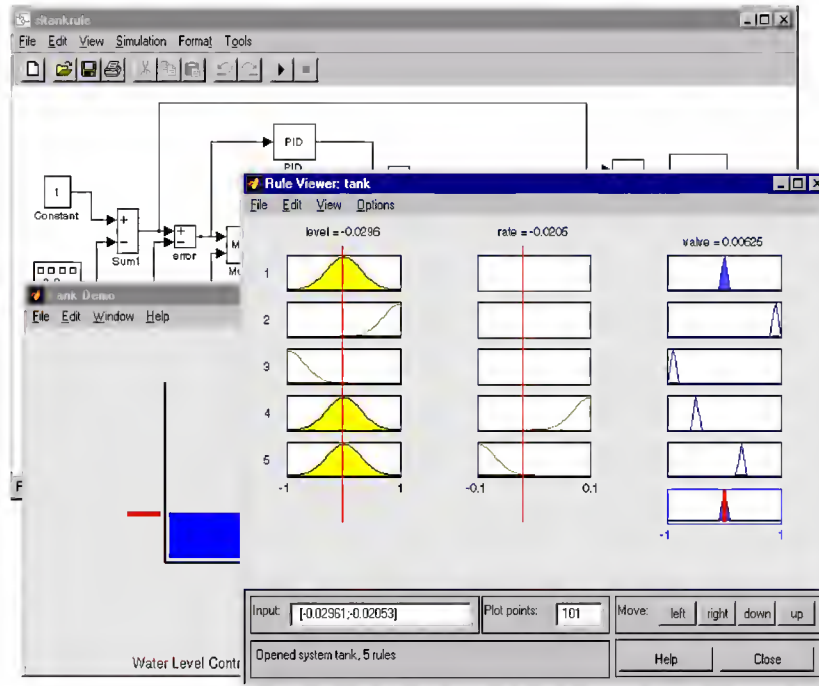 sltankrule
File Edit View Simulation Format Tools
PID
PID
1
Constant
+
−
Sum1
+
−
error
M
Mu
Tank Demo
File Edit Window Help
Water Level Contr
Rule Viewer: tank
File Edit View Options
level = -0.0296 rate = -0.0205 valve = 0.00625
1
2
3
4
5
-1 1 -0.1 0.1
-1 1
Input: [-0.02961;-0.02053] Plot points: 101 Move: left right down up
Opened system tank, 5 rules Help Close